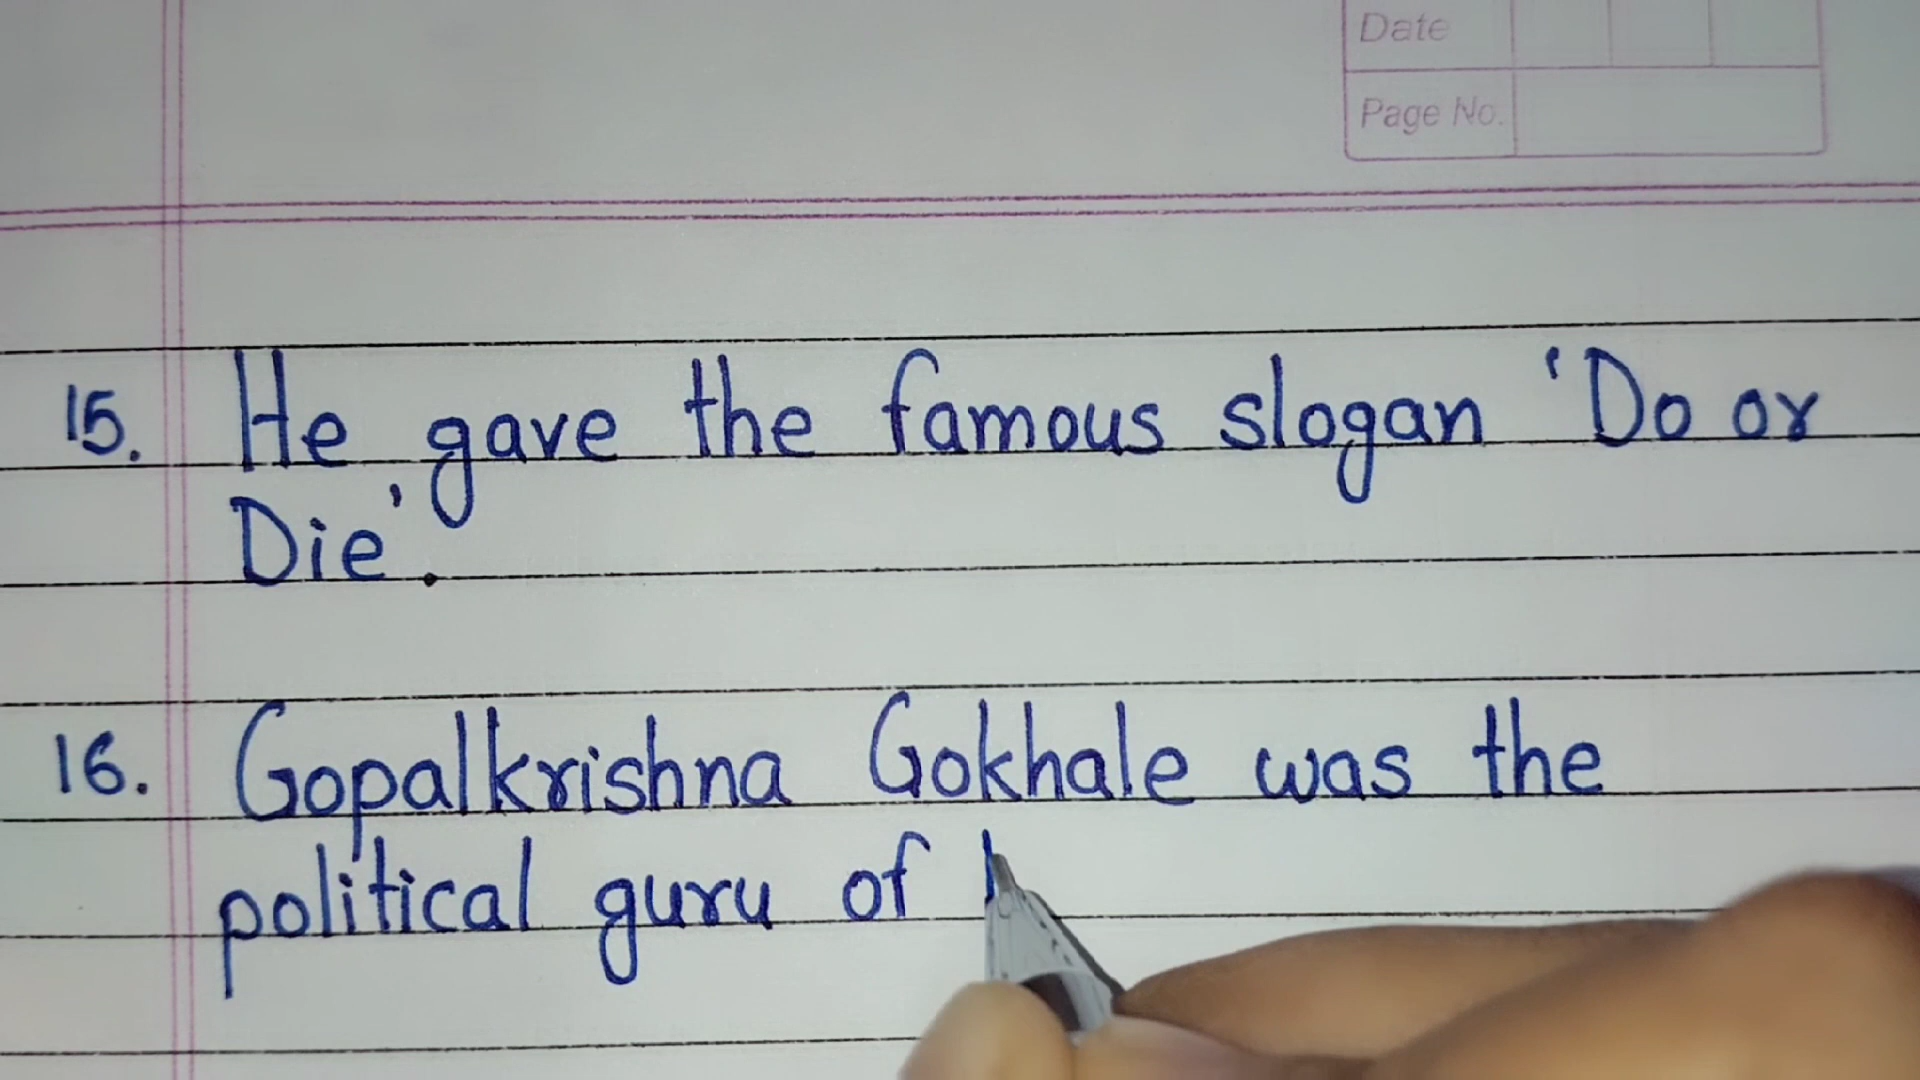 Date
Page No.
15. He gave the famous slogan 'Do or
Die'.
16. Gopalkrishna Gokhale was the
political guru of